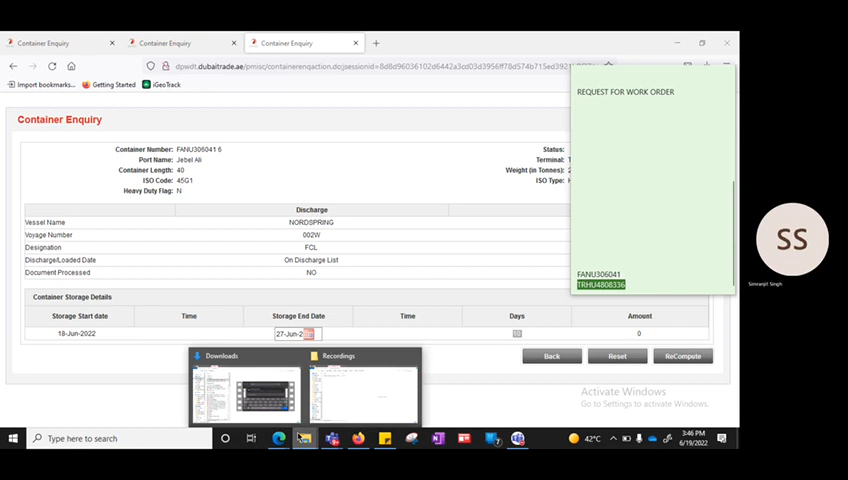 Container Enquiry
Container Enquiry
Container Enquiry
Import bookmarks...
Getting Started
iGeoTrack
REQUEST FOR WORK ORDER
Container Enquiry
Container Number: FANU306041 6
Status:
Port Name: Jebel Ali
Terminal:
Container Length: 40
Weight (in Tonnes):
ISO Code: 45G1
ISO Type:
Heavy Duty Flag: N
Discharge
Vessel Name NORDSPRING
Voyage Number 002W
Designation FCL
Discharge/Loaded Date On Discharge List
Document Processed NO
FANU306041
TRHU4808336
Container Storage Details
Storage Start date Time Storage End Date Time Days Amount
18-Jun-2022 27-Jun-2 10 0
Back Reset ReCompute
Downloads
Recordings
Activate Windows
Go to Settings to activate Windows.
SS
Simranjit Singh
Type here to search
42°C
3:46 PM
6/19/2022